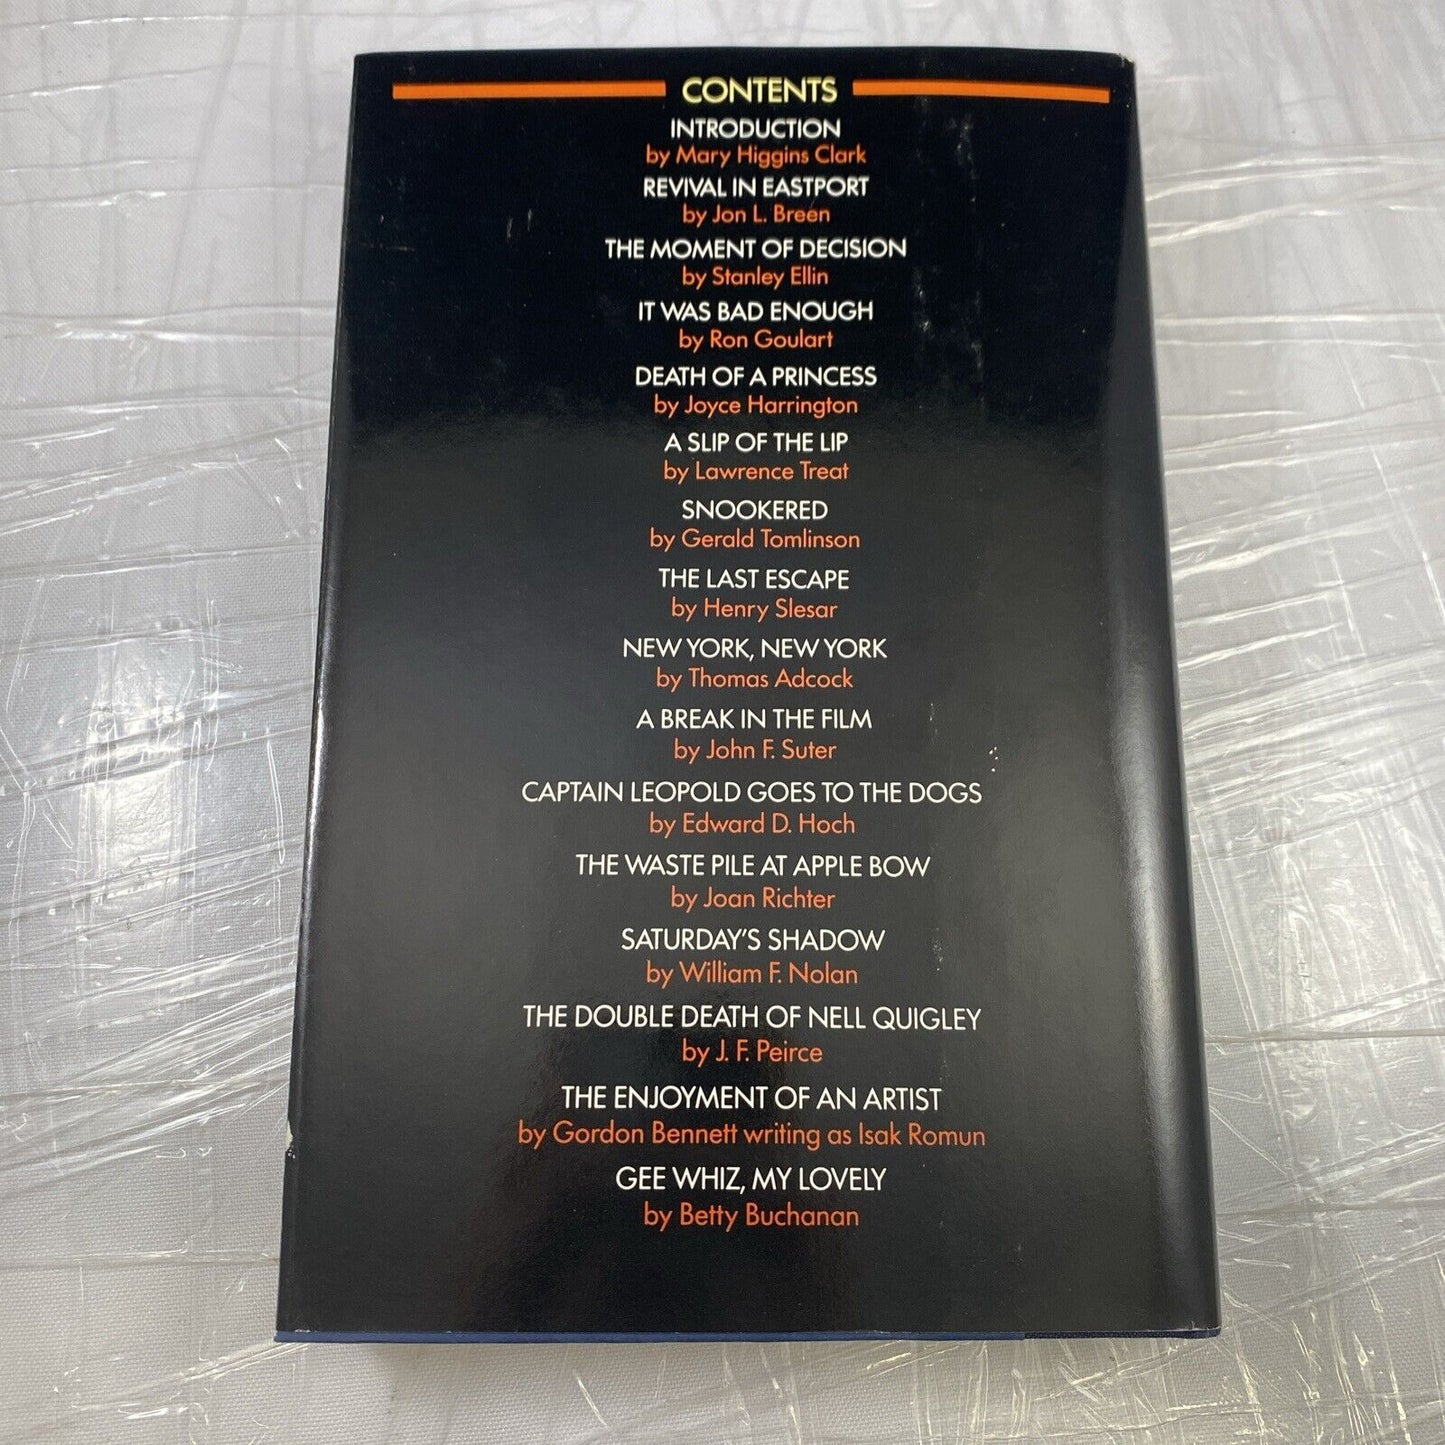 CONTENTS
INTRODUCTION
by Mary Higgins Clark
REVIVAL IN EASTPORT
by Jon L. Breen
THE MOMENT OF DECISION
by Stanley Ellin
IT WAS BAD ENOUGH
by Ron Goulart
DEATH OF A PRINCESS
by Joyce Harrington
A SLIP OF THE LIP
by Lawrence Treat
SNOOKERED
by Gerald Tomlinson
THE LAST ESCAPE
by Henry Slesar
NEW YORK, NEW YORK
by Thomas Adcock
A BREAK IN THE FILM
by John F. Suter
CAPTAIN LEOPOLD GOES TO THE DOGS
by Edward D. Hoch
THE WASTE PILE AT APPLE BOW
by Joan Richter
SATURDAY'S SHADOW
by William F. Nolan
THE DOUBLE DEATH OF NELL QUIGLEY
by J. F. Peirce
THE ENJOYMENT OF AN ARTIST
by Gordon Bennett writing as Isak Romun
GEE WHIZ, MY LOVELY
by Betty Buchanan